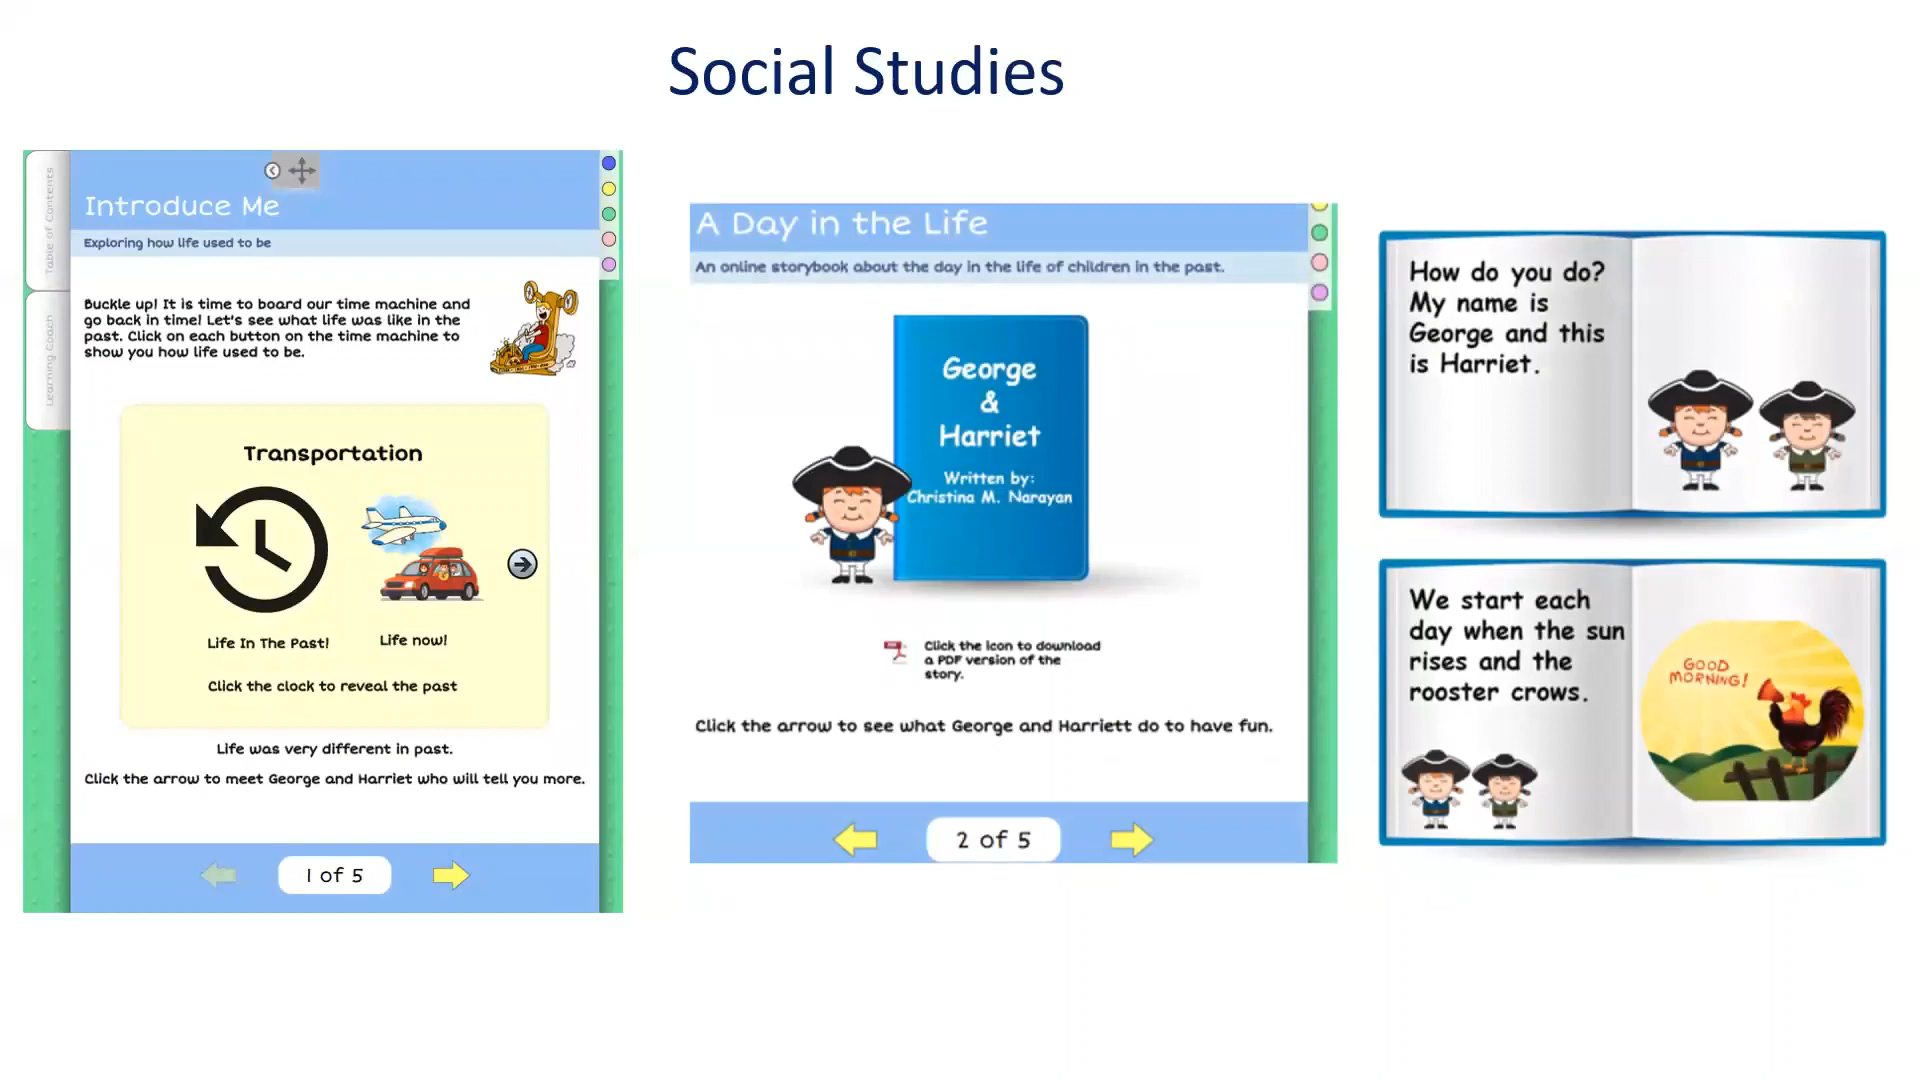 Social Studies
Table of Contents
Learning Coach
Introduce Me
Exploring how life used to be
Buckle up! It is time to board our time machine and
go back in time! Let's see what life was like in the
past. Click on each button on the time machine to
show you how life used to be.
Transportation
Life In The Past!
Life now!
Click the clock to reveal the past
Life was very different in past.
Click the arrow to meet George and Harriet who will tell you more.
1 of 5
A Day in the Life
An online storybook about the day in the life of children in the past.
George
&
Harriet
Written by:
Christina M. Narayan
Click the icon to download
a PDF version of the
story.
Click the arrow to see what George and Harriett do to have fun.
2 of 5
How do you do?
My name is
George and this
is Harriet.
We start each
day when the sun
rises and the
rooster crows.
GOOD
MORNING!